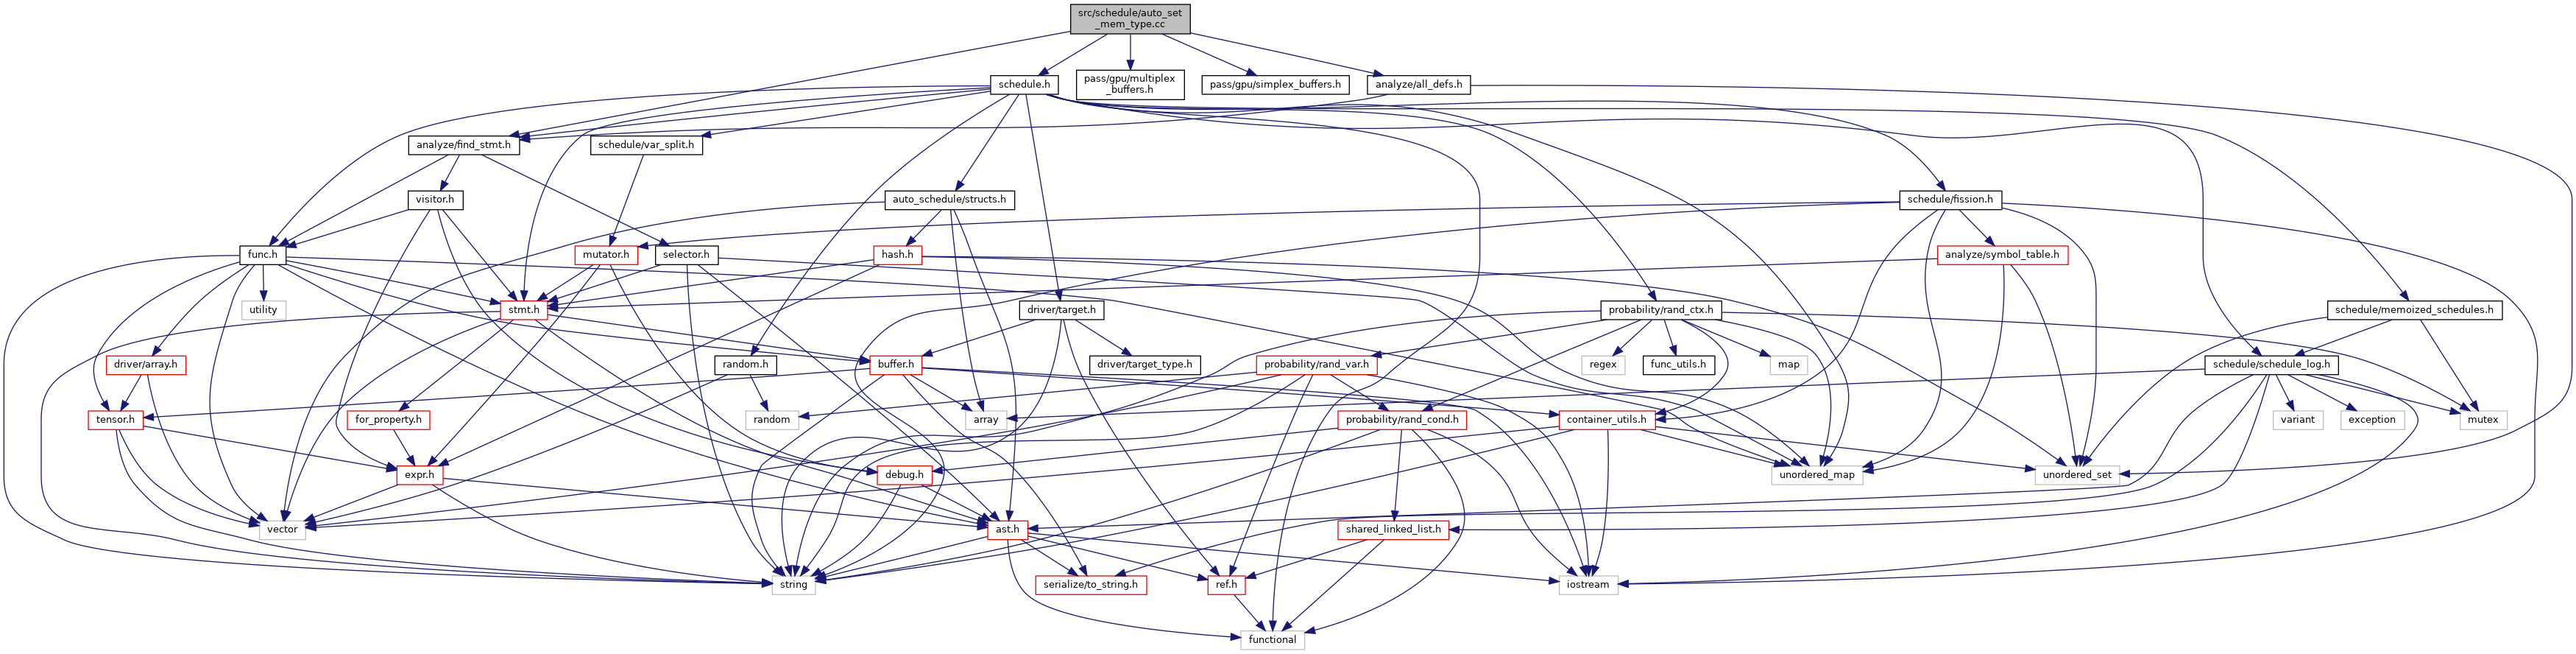 src/schedule/auto_set
_mem_type.cc
schedule.h
pass/gpu/multiplex
_buffers.h
pass/gpu/simplex_buffers.h
analyze/all_defs.h
analyze/find_stmt.h
schedule/var_split.h
visitor.h
auto_schedule/structs.h
schedule/fission.h
func.h
mutator.h
selector.h
hash.h
analyze/symbol_table.h
utility
stmt.h
driver/target.h
probability/rand_ctx.h
schedule/memoized_schedules.h
driver/array.h
buffer.h
random.h
driver/target_type.h
probability/rand_var.h
regex
func_utils.h
map
schedule/schedule_log.h
tensor.h
for_property.h
random
array
probability/rand_cond.h
container_utils.h
variant
exception
mutex
expr.h
debug.h
unordered_map
unordered_set
vector
ast.h
shared_linked_list.h
string
serialize/to_string.h
ref.h
iostream
functional